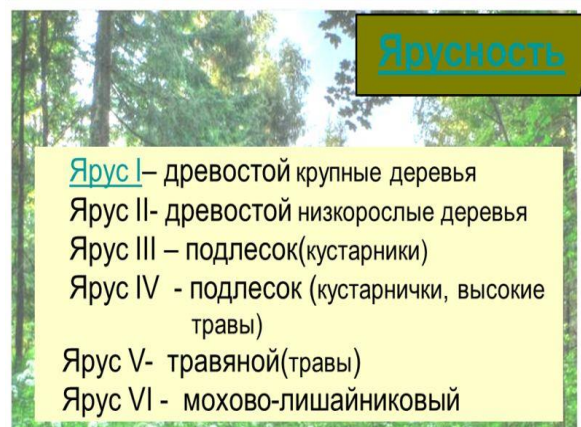 Ярусность
Ярус I– древостой крупные деревья
Ярус II- древостой низкорослые деревья
Ярус III – подлесок(кустарники)
Ярус IV - подлесок (кустарнички, высокие
травы)
Ярус V- травяной(травы)
Ярус VI - мохово-лишайниковый